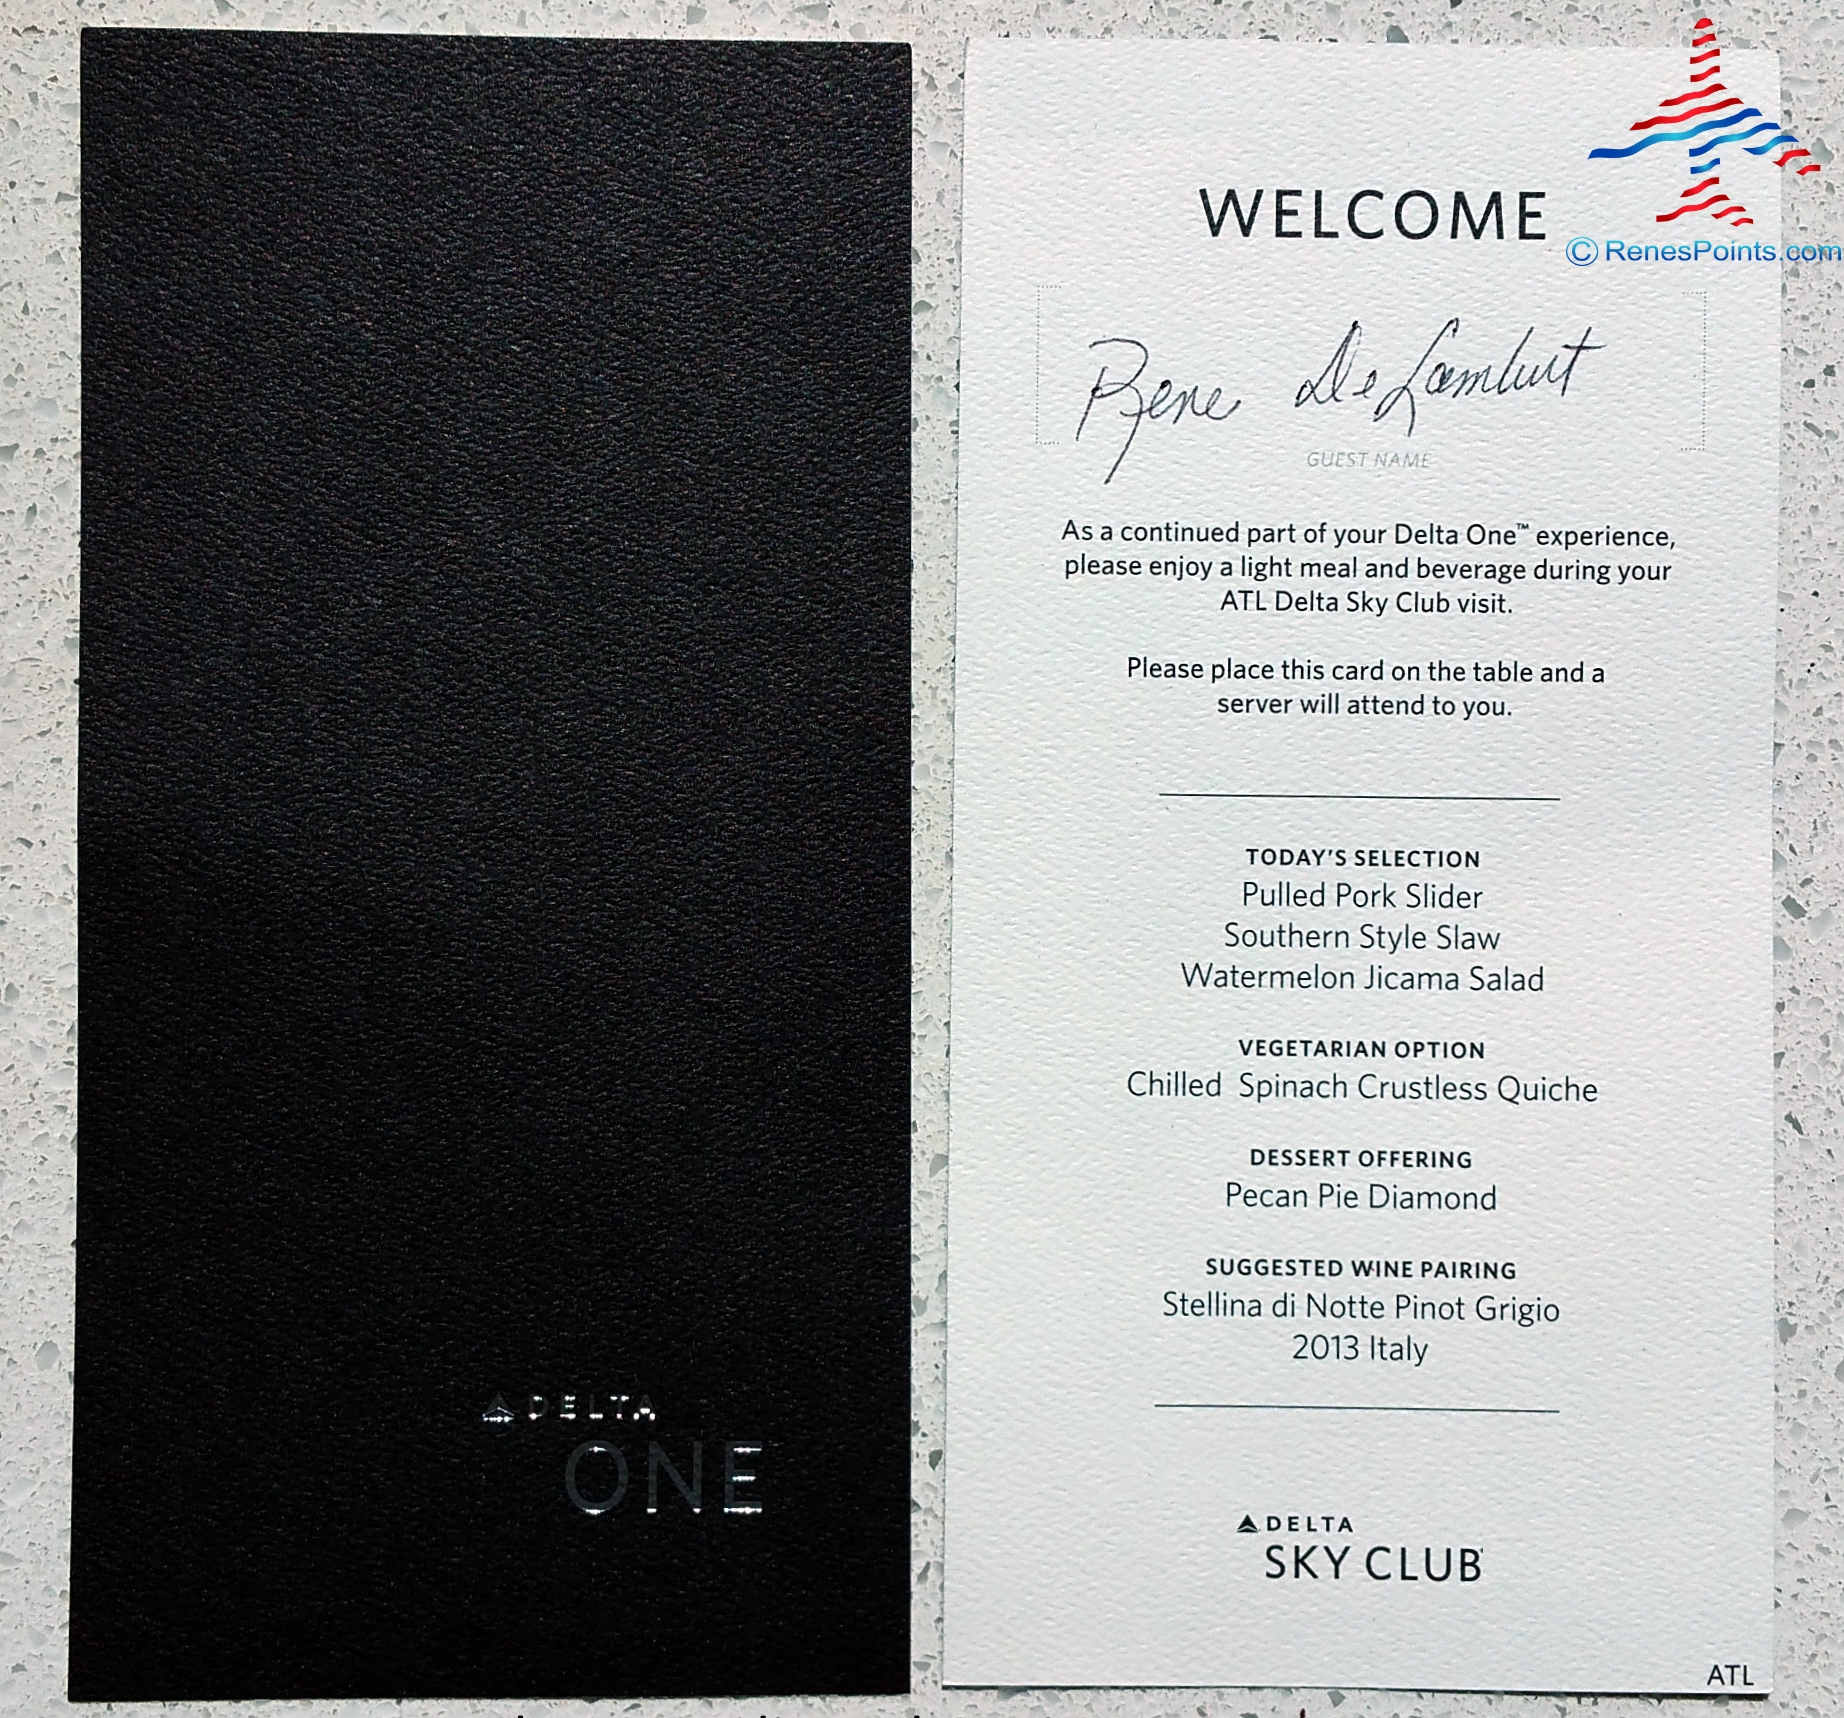 DELTA
ONE
WELCOME
© RenesPoints.com
Rene DeLambert
GUEST NAME
As a continued part of your Delta One™ experience,
please enjoy a light meal and beverage during your
ATL Delta Sky Club visit.
Please place this card on the table and a
server will attend to you.
TODAY'S SELECTION
Pulled Pork Slider
Southern Style Slaw
Watermelon Jicama Salad
VEGETARIAN OPTION
Chilled Spinach Crustless Quiche
DESSERT OFFERING
Pecan Pie Diamond
SUGGESTED WINE PAIRING
Stellina di Notte Pinot Grigio
2013 Italy
DELTA
SKY CLUB
ATL